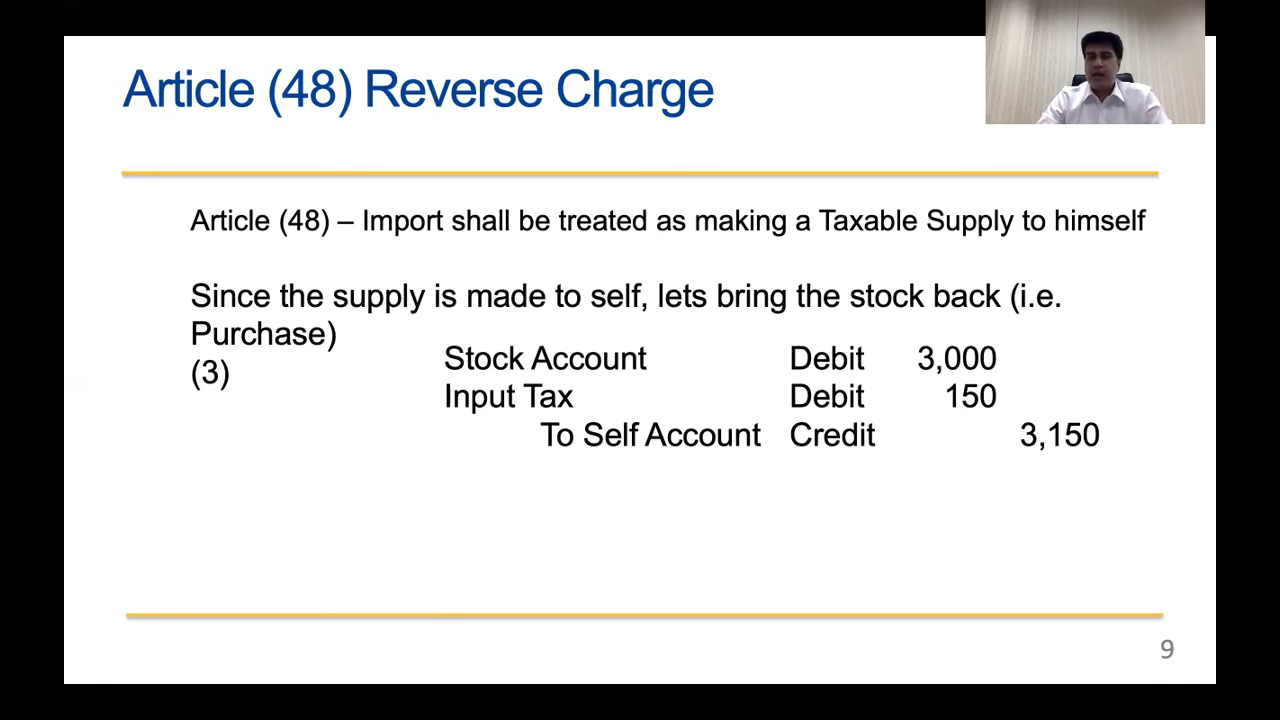 Article (48) Reverse Charge
Article (48) – Import shall be treated as making a Taxable Supply to himself
Since the supply is made to self, lets bring the stock back (i.e.
Purchase)
(3)
Stock Account Debit 3,000
Input Tax Debit 150
To Self Account Credit 3,150
9